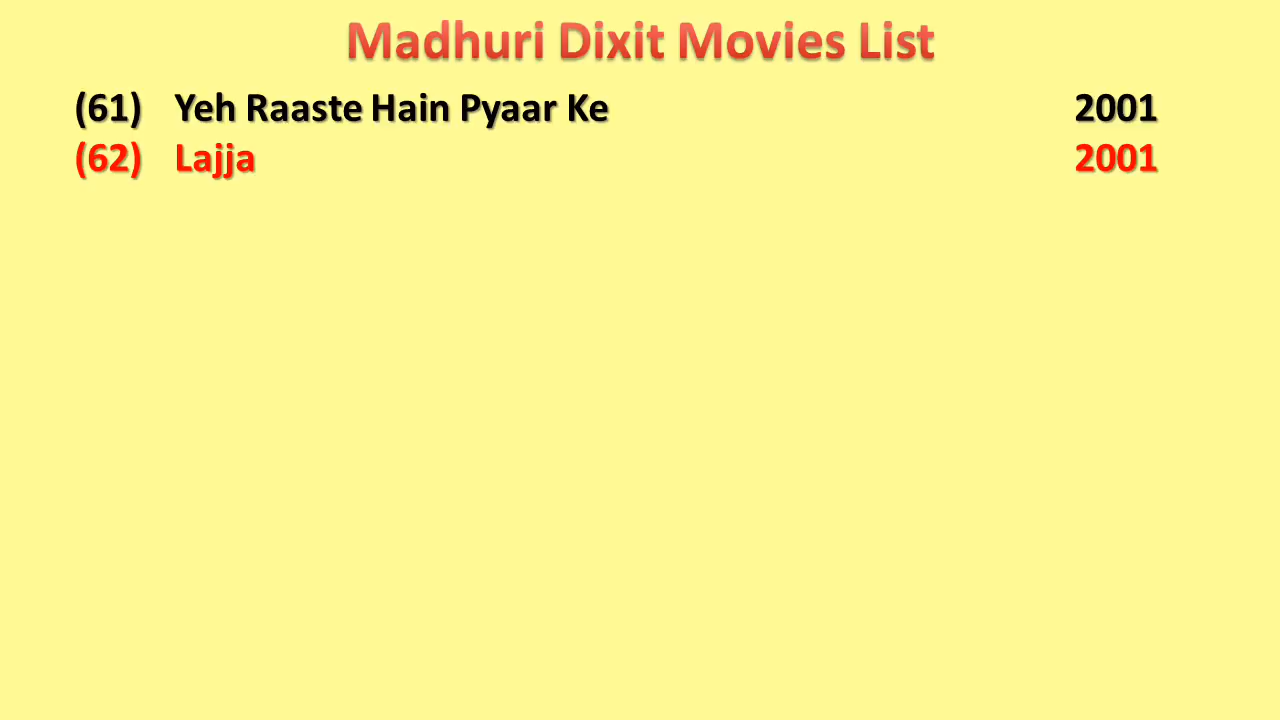 Madhuri Dixit Movies List
(61) Yeh Raaste Hain Pyaar Ke 2001
(62) Lajja 2001